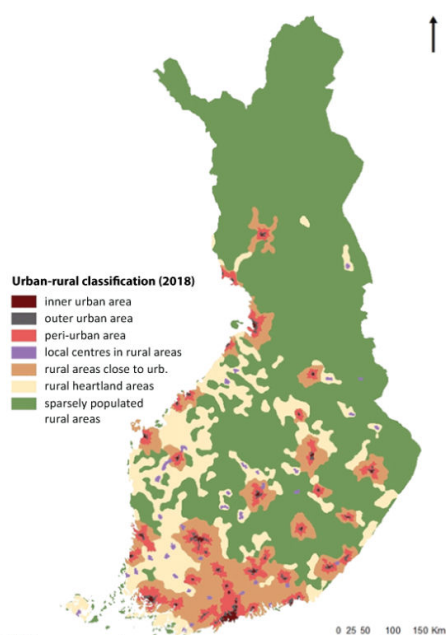 Urban-rural classification (2018)
inner urban area
outer urban area
peri-urban area
local centres in rural areas
rural areas close to urb.
rural heartland areas
sparsely populated
rural areas
0 25 50 100 150 Km